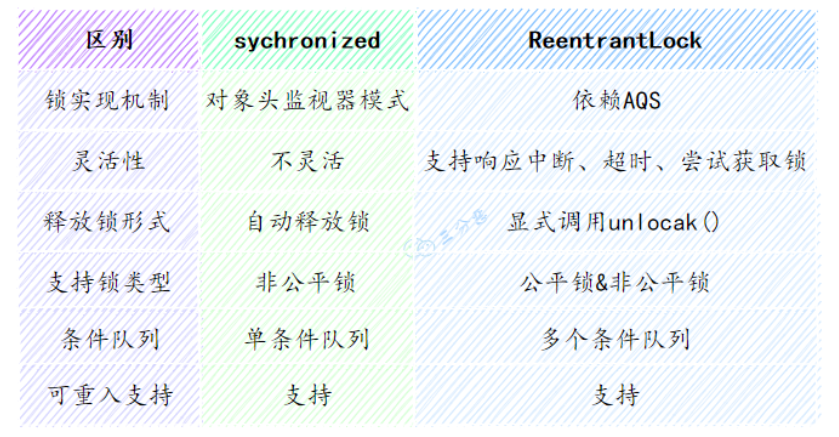 区别 sychronized ReentrantLock
锁实现机制 对象头监视器模式 依赖AQS
灵活性 不灵活 支持响应中断、超时、尝试获取锁
释放锁形式 自动释放锁 显式调用unlocak()
支持锁类型 非公平锁 公平锁&非公平锁
条件队列 单条件队列 多个条件队列
可重入支持 支持 支持
三分恶